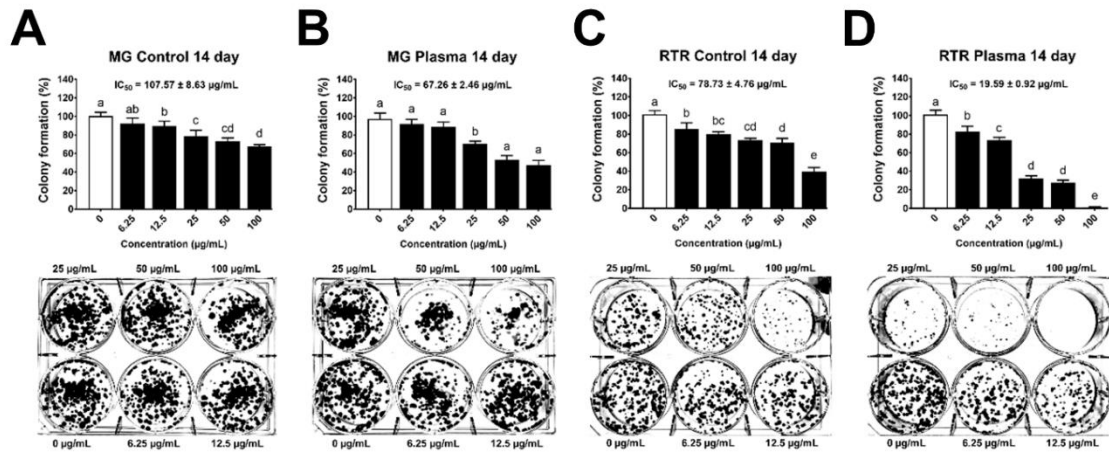 A
MG Control 14 day
IC50 = 107.57 ± 8.63 µg/mL
Colony formation (%)
140
120
100
80
60
40
20
0
a
ab
b
c
cd
d
0
6.25
12.5
25
50
100
Concentration (µg/mL)
25 µg/mL 50 µg/mL 100 µg/mL
0 µg/mL 6.25 µg/mL 12.5 µg/mL
B
MG Plasma 14 day
IC50 = 67.26 ± 2.46 µg/mL
Colony formation (%)
140
120
100
80
60
40
20
0
a
a
a
b
a
a
0
6.25
12.5
25
50
100
Concentration (µg/mL)
25 µg/mL 50 µg/mL 100 µg/mL
0 µg/mL 6.25 µg/mL 12.5 µg/mL
C
RTR Control 14 day
IC50 = 78.73 ± 4.76 µg/mL
Colony formation (%)
140
120
100
80
60
40
20
0
a
b
bc
cd
d
e
0
6.25
12.5
25
50
100
Concentration (µg/mL)
25 µg/mL 50 µg/mL 100 µg/mL
0 µg/mL 6.25 µg/mL 12.5 µg/mL
D
RTR Plasma 14 day
IC50 = 19.59 ± 0.92 µg/mL
Colony formation (%)
140
120
100
80
60
40
20
0
a
b
c
d
d
e
0
6.25
12.5
25
50
100
Concentration (µg/mL)
25 µg/mL 50 µg/mL 100 µg/mL
0 µg/mL 6.25 µg/mL 12.5 µg/mL